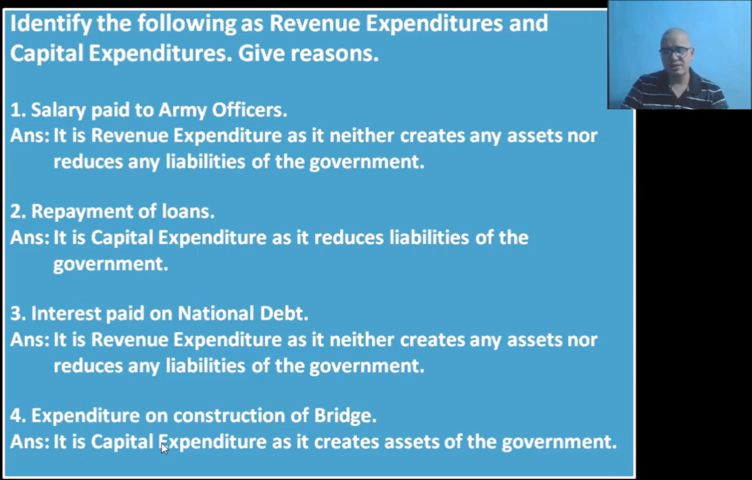 Identify the following as Revenue Expenditures and
Capital Expenditures. Give reasons.
1. Salary paid to Army Officers.
Ans: It is Revenue Expenditure as it neither creates any assets nor
reduces any liabilities of the government.
2. Repayment of loans.
Ans: It is Capital Expenditure as it reduces liabilities of the
government.
3. Interest paid on National Debt.
Ans: It is Revenue Expenditure as it neither creates any assets nor
reduces any liabilities of the government.
4. Expenditure on construction of Bridge.
Ans: It is Capital Expenditure as it creates assets of the government.